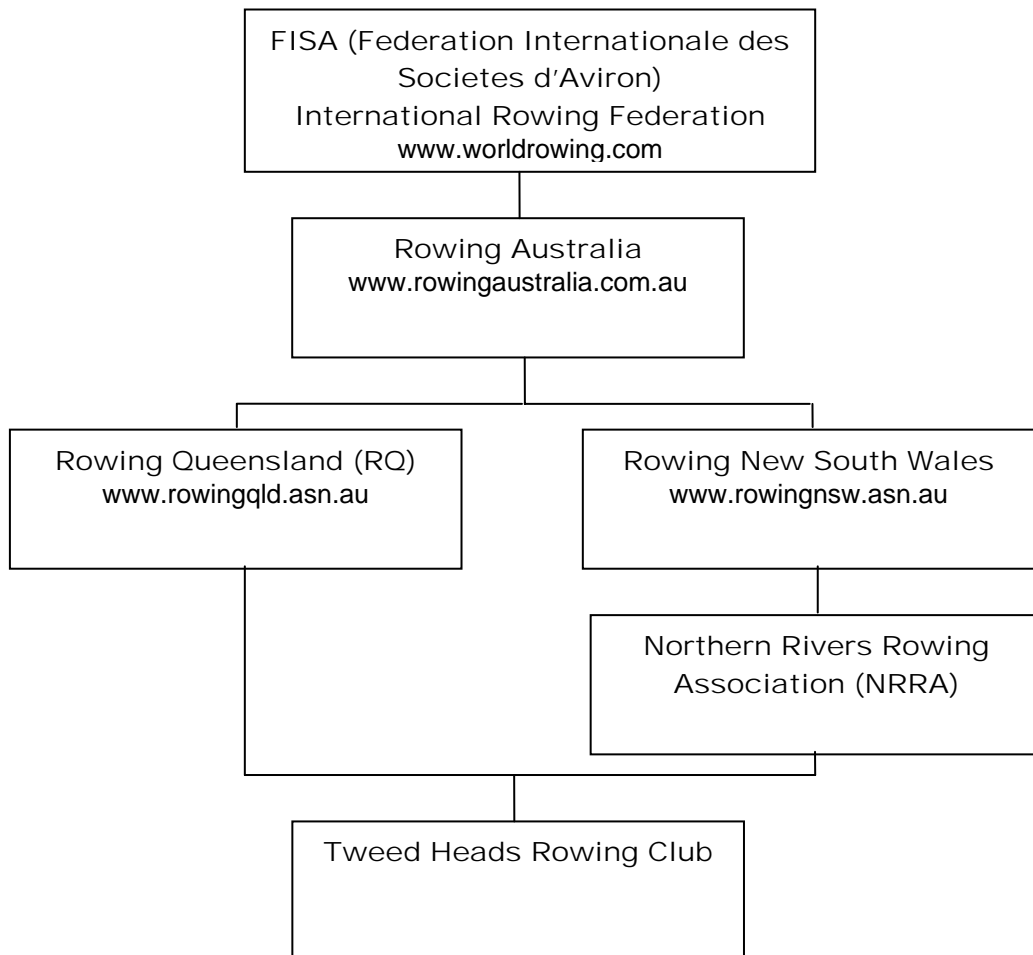 FISA (Federation Internationale des
Societes d'Aviron)
International Rowing Federation
www.worldrowing.com
Rowing Australia
www.rowingaustralia.com.au
Rowing Queensland (RQ)
www.rowingqld.asn.au
Rowing New South Wales
www.rowingnsw.asn.au
Northern Rivers Rowing
Association (NRRA)
Tweed Heads Rowing Club